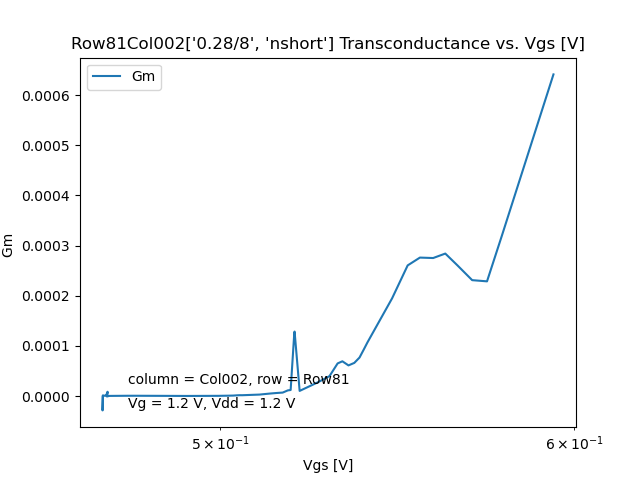 Row81Col002['0.28/8', 'nshort'] Transconductance vs. Vgs [V]
Gm
0.0006
0.0005
0.0004
0.0003
0.0002
0.0001
0.0000
Gm
column = Col002, row = Row81
Vg = 1.2 V, Vdd = 1.2 V
5 × 10⁻¹
6 × 10⁻¹
Vgs [V]